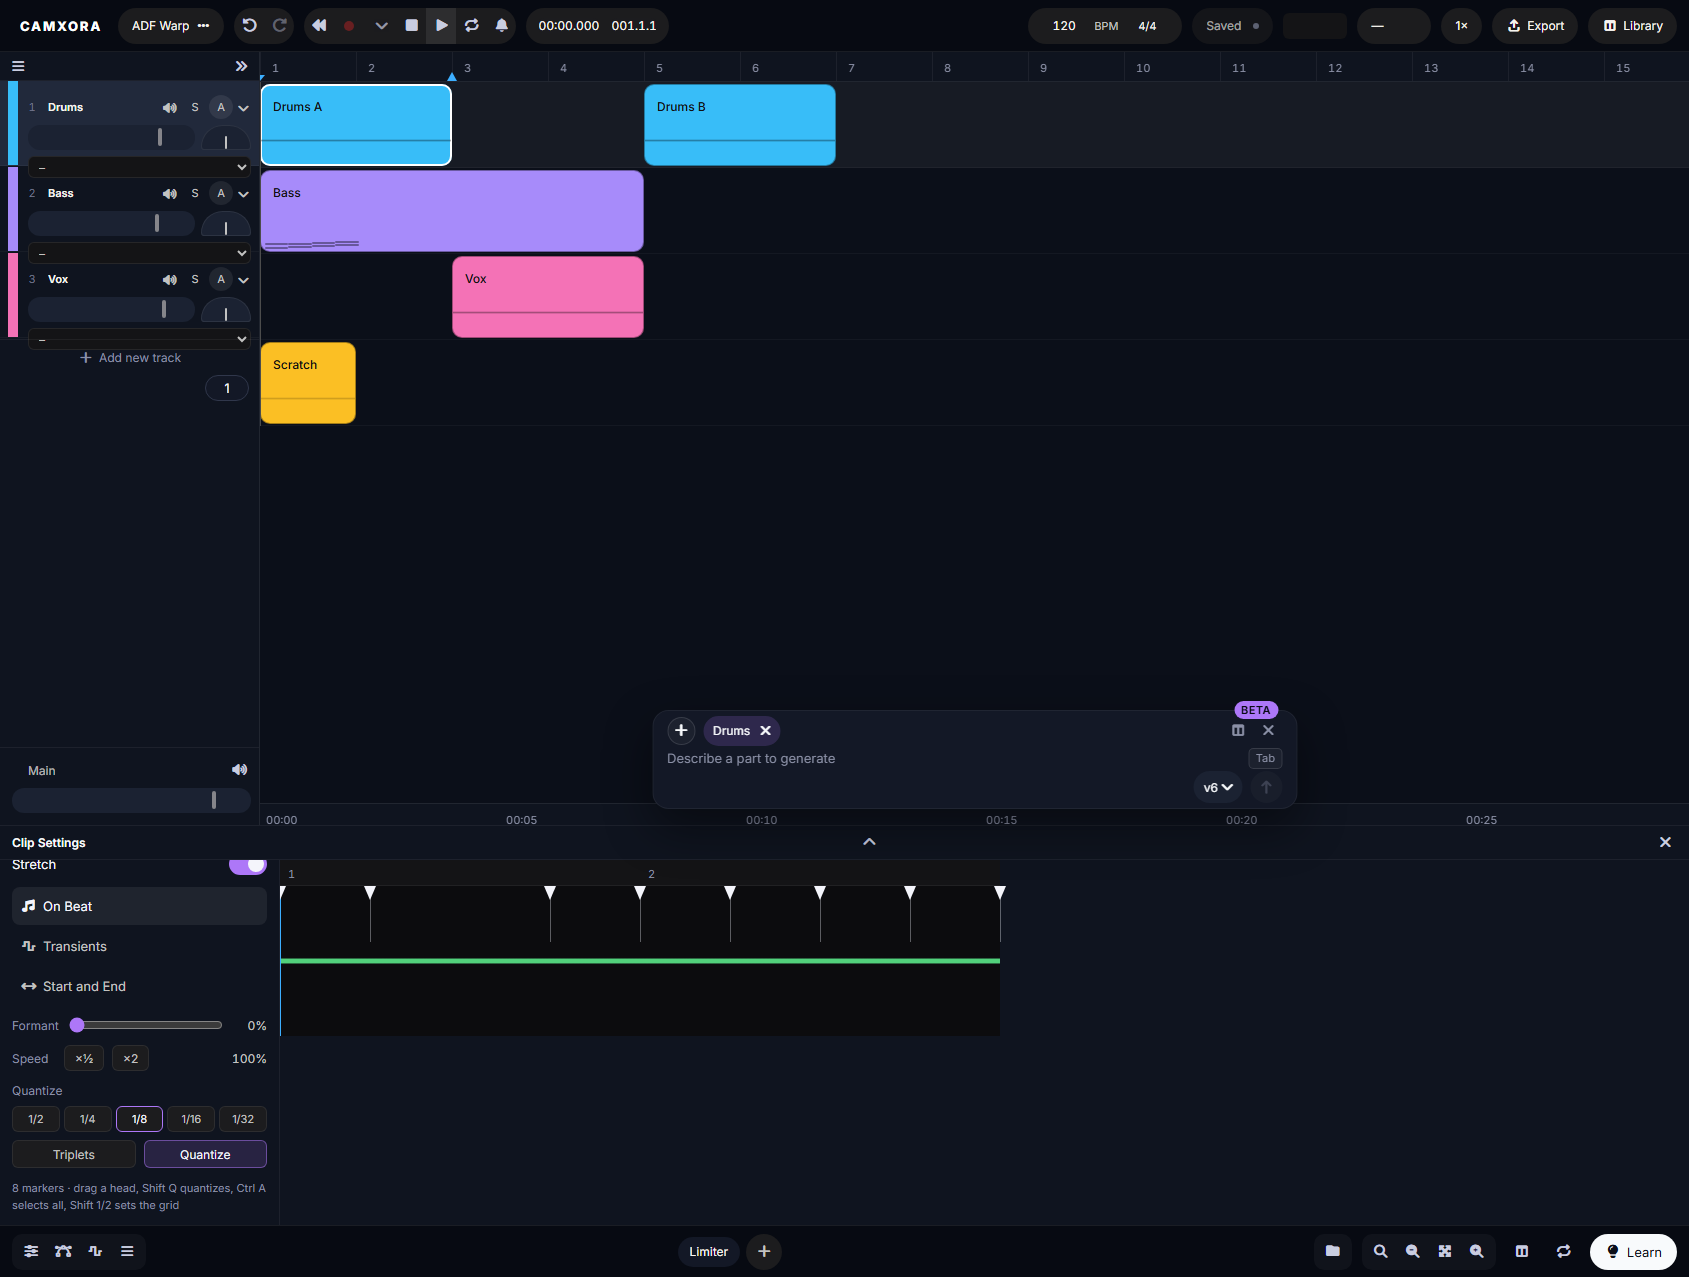 CAMXORA
ADF Warp
00:00.000 001.1.1
120 BPM 4/4
Saved
1×
Export
Library
1 2 3 4 5 6 7 8 9 10 11 12 13 14 15
1 Drums S A
–
2 Bass S A
–
3 Vox S A
–
Add new track
1
Drums A
Drums B
Bass
Vox
Scratch
BETA
Drums
Describe a part to generate
Tab
v6
Main
00:00 00:05 00:10 00:15 00:20 00:25
Clip Settings
Stretch
On Beat
Transients
Start and End
Formant 0%
Speed ×½ ×2 100%
Quantize
1/2 1/4 1/8 1/16 1/32
Triplets Quantize
8 markers · drag a head, Shift Q quantizes, Ctrl A
selects all, Shift 1/2 sets the grid
1 2
Limiter
Learn